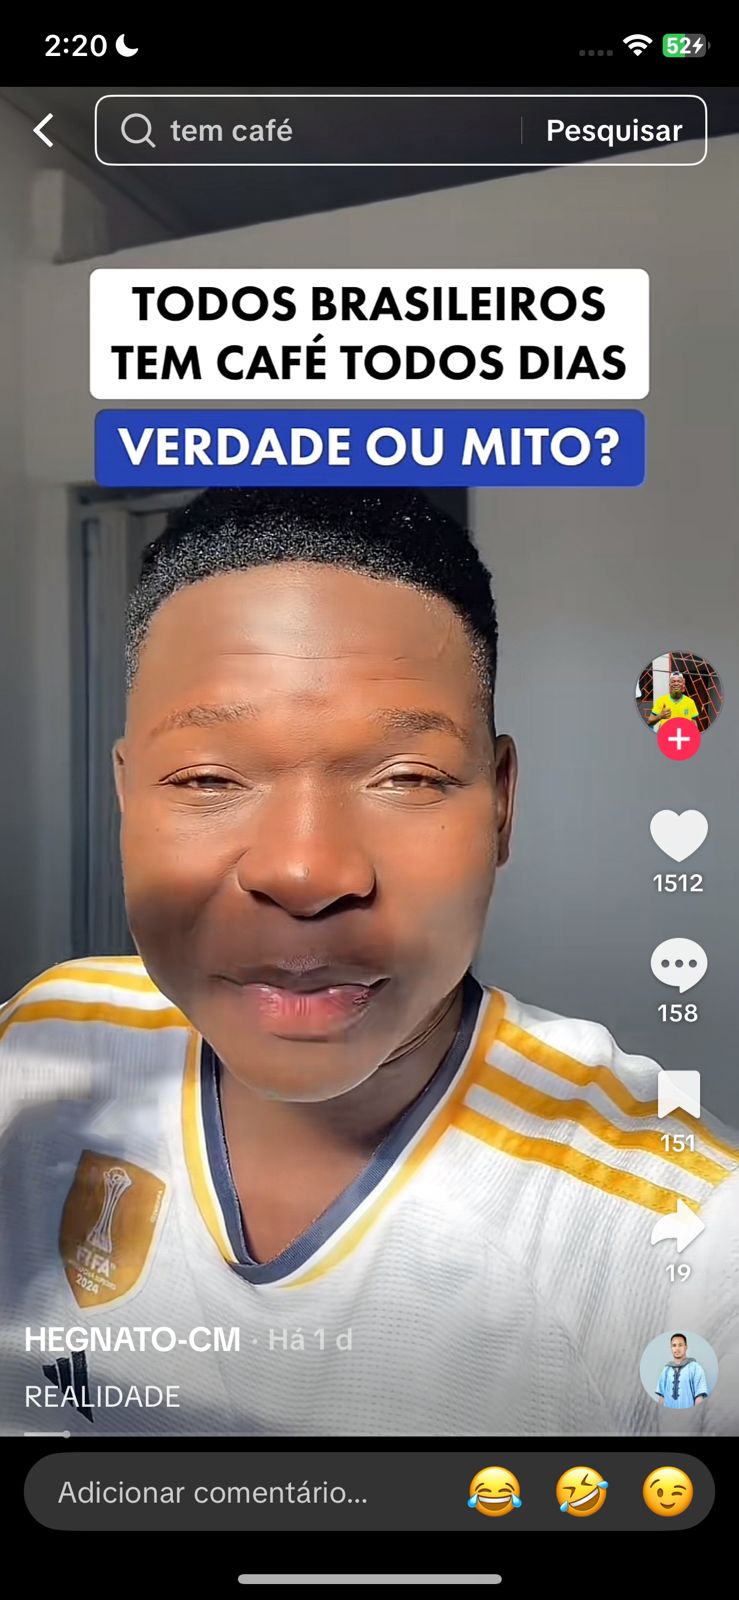 2:20
52
tem café
Pesquisar
TODOS BRASILEIROS
TEM CAFÉ TODOS DIAS
VERDADE OU MITO?
1512
158
151
19
FIFA
2024
HEGNATO-CM · Há 1 d
REALIDADE
Adicionar comentário...